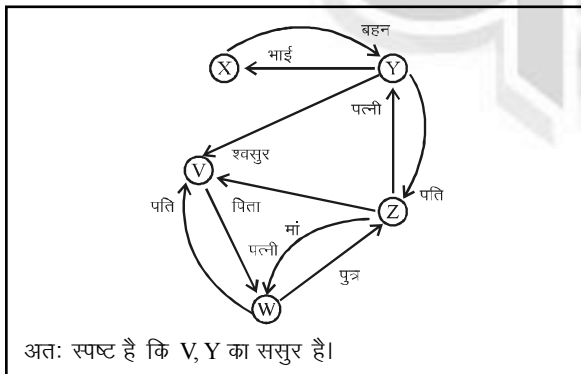 बहन
भाई
X
Y
पत्नी
श्वसुर
V
पति
पिता
Z
पति
मां
पत्नी
पुत्र
W
अतः स्पष्ट है कि V, Y का ससुर है।